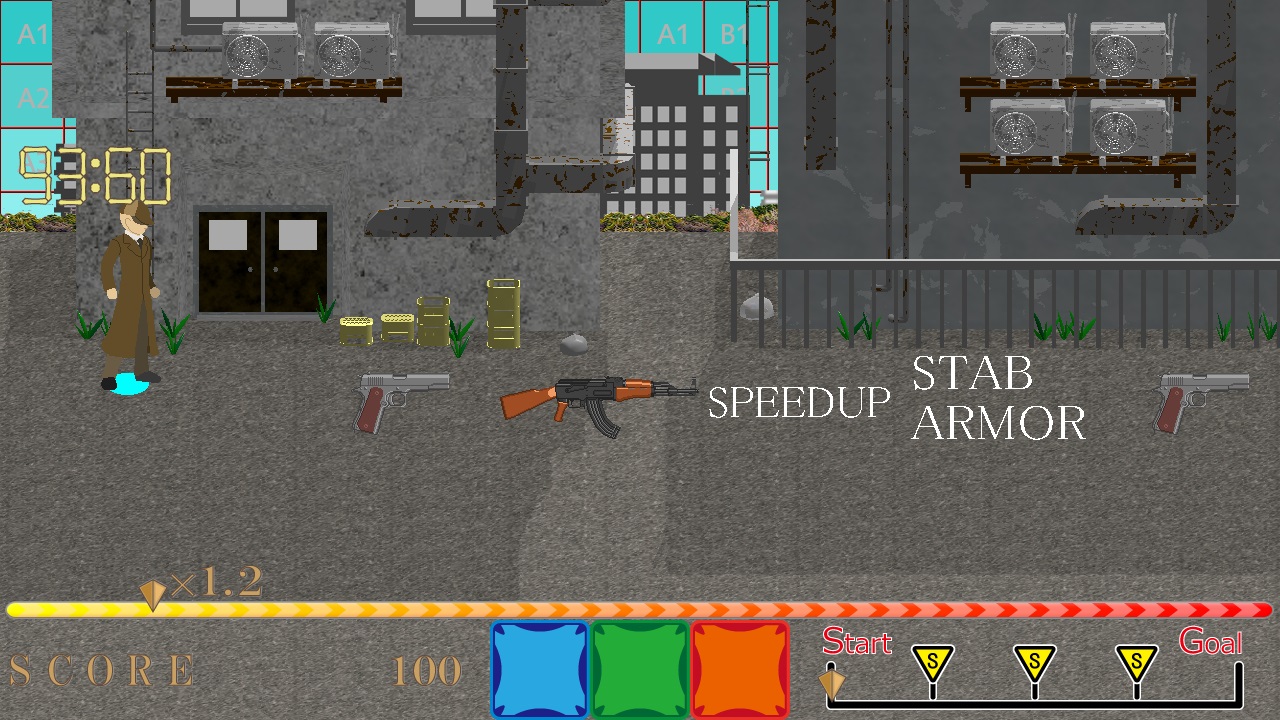 A1
A1 B1
A2
93:60
SPEEDUP
STAB
ARMOR
×1.2
Start
Goal
S S S
SCORE 100